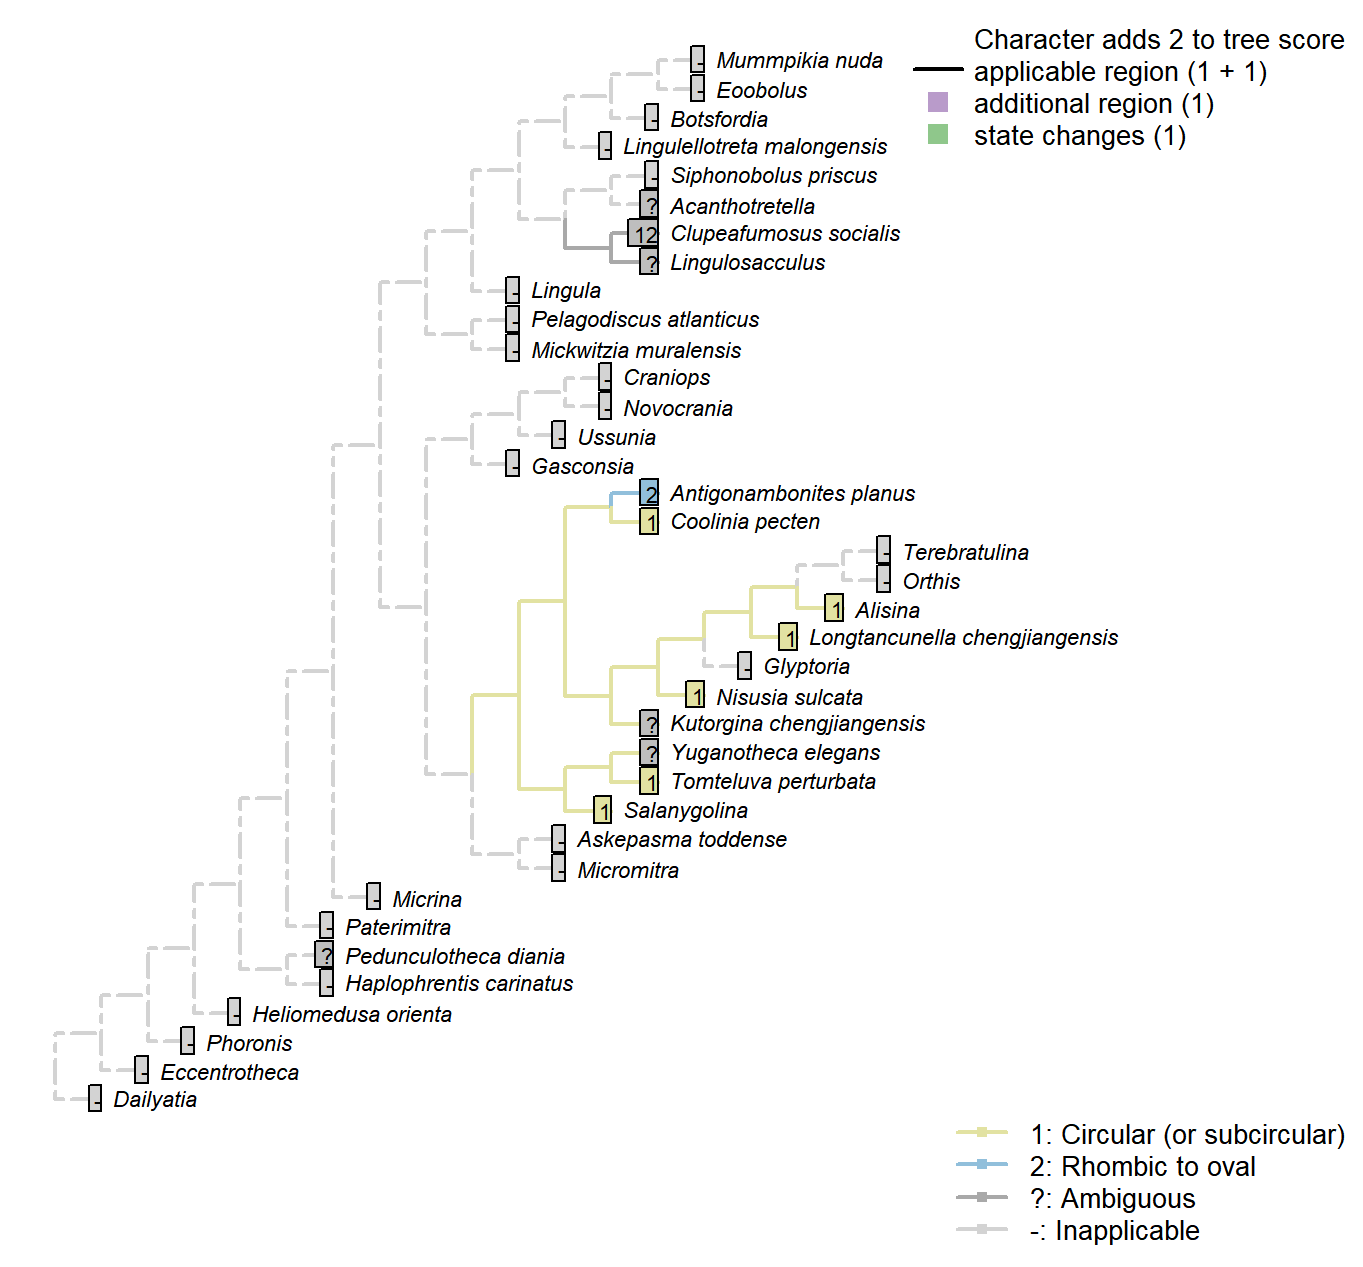 Character adds 2 to tree score
applicable region (1 + 1)
additional region (1)
state changes (1)
- Mummpikia nuda
- Eoobolus
- Botsfordia
- Lingulellotreta malongensis
- Siphonobolus priscus
? Acanthotretella
12 Clupeafumosus socialis
? Lingulosacculus
- Lingula
- Pelagodiscus atlanticus
- Mickwitzia muralensis
- Craniops
- Novocrania
- Ussunia
- Gasconsia
2 Antigonambonites planus
1 Coolinia pecten
- Terebratulina
- Orthis
1 Alisina
1 Longtancunella chengjiangensis
- Glyptoria
1 Nisusia sulcata
? Kutorgina chengjiangensis
? Yuganotheca elegans
1 Tomteluva perturbata
1 Salanygolina
- Askepasma toddense
- Micromitra
- Micrina
- Paterimitra
? Pedunculotheca diania
- Haplophrentis carinatus
- Heliomedusa orienta
- Phoronis
- Eccentrotheca
- Dailyatia
1: Circular (or subcircular)
2: Rhombic to oval
?: Ambiguous
-: Inapplicable